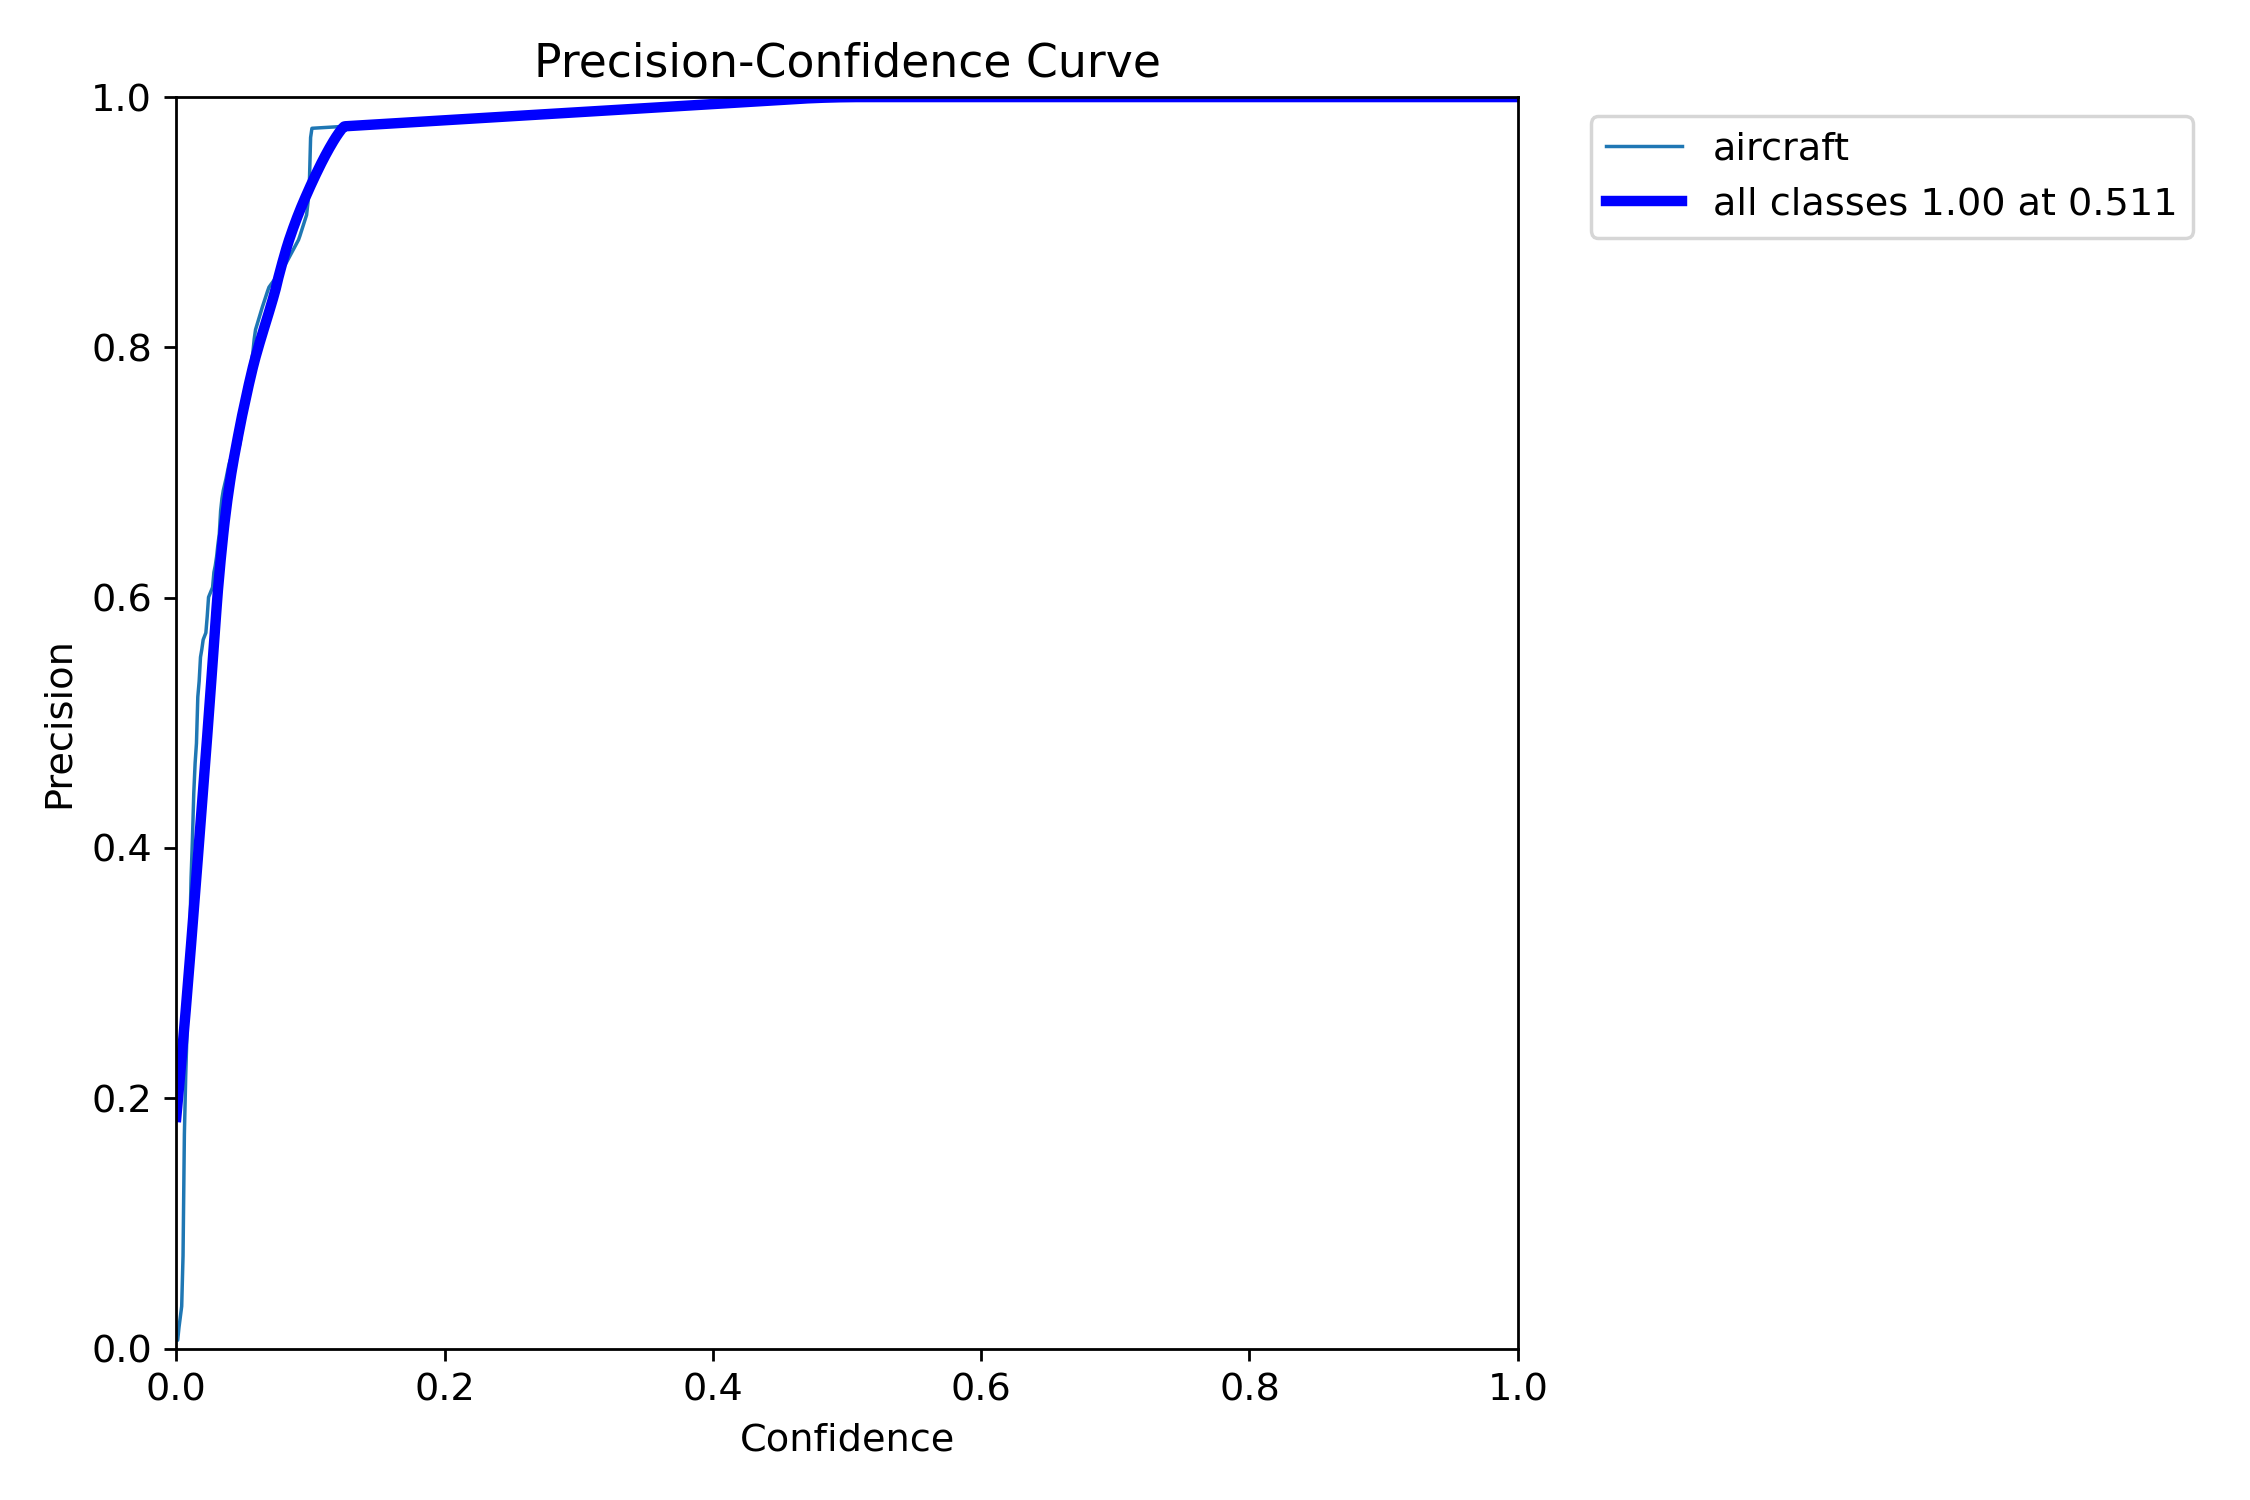 Precision-Confidence Curve
1.0
0.8
0.6
0.4
0.2
0.0
Precision
0.0 0.2 0.4 0.6 0.8 1.0
Confidence
aircraft
all classes 1.00 at 0.511